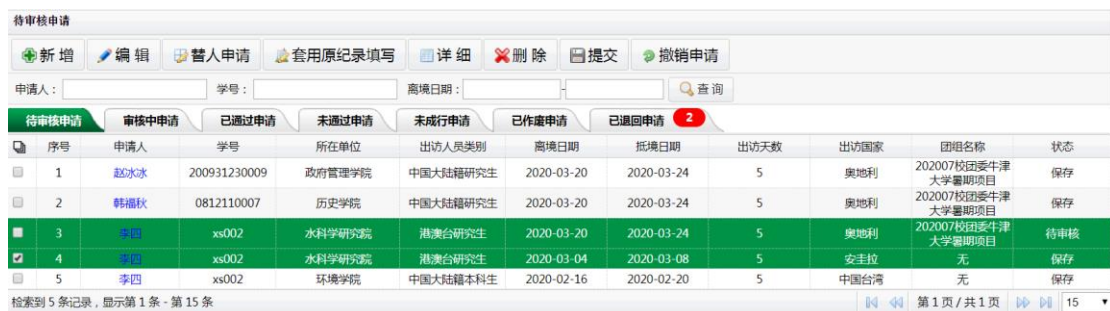 待审核申请
新 增 编 辑 替人申请 套用原纪录填写 详 细 删 除 提交 撤销申请
申请人： 学号： 离境日期： - 查 询
待审核申请 审核中申请 已通过申请 未通过申请 未成行申请 已作废申请 已退回申请 2
序号 申请人 学号 所在单位 出访人员类别 离境日期 抵境日期 出访天数 出访国家 团组名称 状态
1 赵冰冰 200931230009 政府管理学院 中国大陆籍研究生 2020-03-20 2020-03-24 5 奥地利 202007校团委牛津大学暑期项目 保存
2 韩福秋 0812110007 历史学院 中国大陆籍研究生 2020-03-20 2020-03-24 5 奥地利 202007校团委牛津大学暑期项目 保存
3 李四 xs002 水科学研究院 港澳台研究生 2020-03-20 2020-03-24 5 奥地利 202007校团委牛津大学暑期项目 待审核
4 李四 xs002 水科学研究院 港澳台研究生 2020-03-04 2020-03-08 5 安圭拉 无 保存
5 李四 xs002 环境学院 中国大陆籍本科生 2020-02-16 2020-02-20 5 中国台湾 无 保存
检索到 5 条记录，显示第 1 条 - 第 15 条 第 1 页 / 共 1 页 15